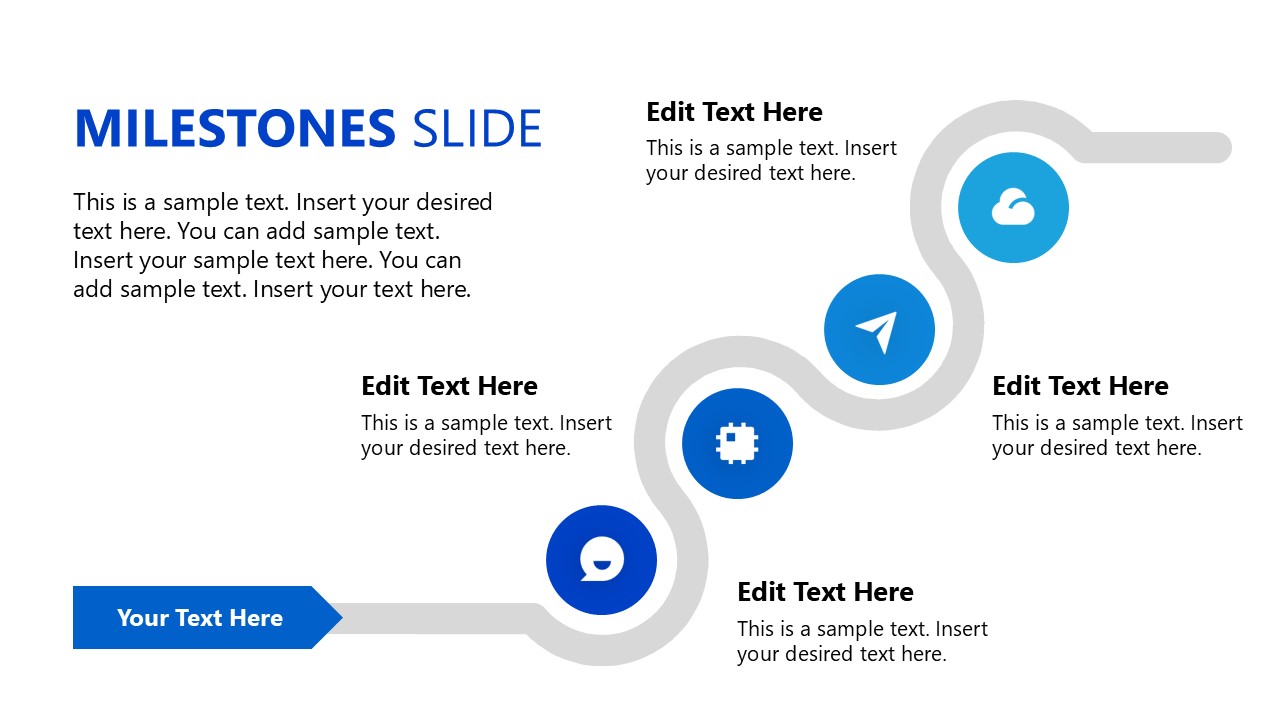 MILESTONES SLIDE
This is a sample text. Insert your desired
text here. You can add sample text.
Insert your sample text here. You can
add sample text. Insert your text here.
Edit Text Here
This is a sample text. Insert
your desired text here.
Edit Text Here
This is a sample text. Insert
your desired text here.
Edit Text Here
This is a sample text. Insert
your desired text here.
Edit Text Here
This is a sample text. Insert
your desired text here.
Your Text Here